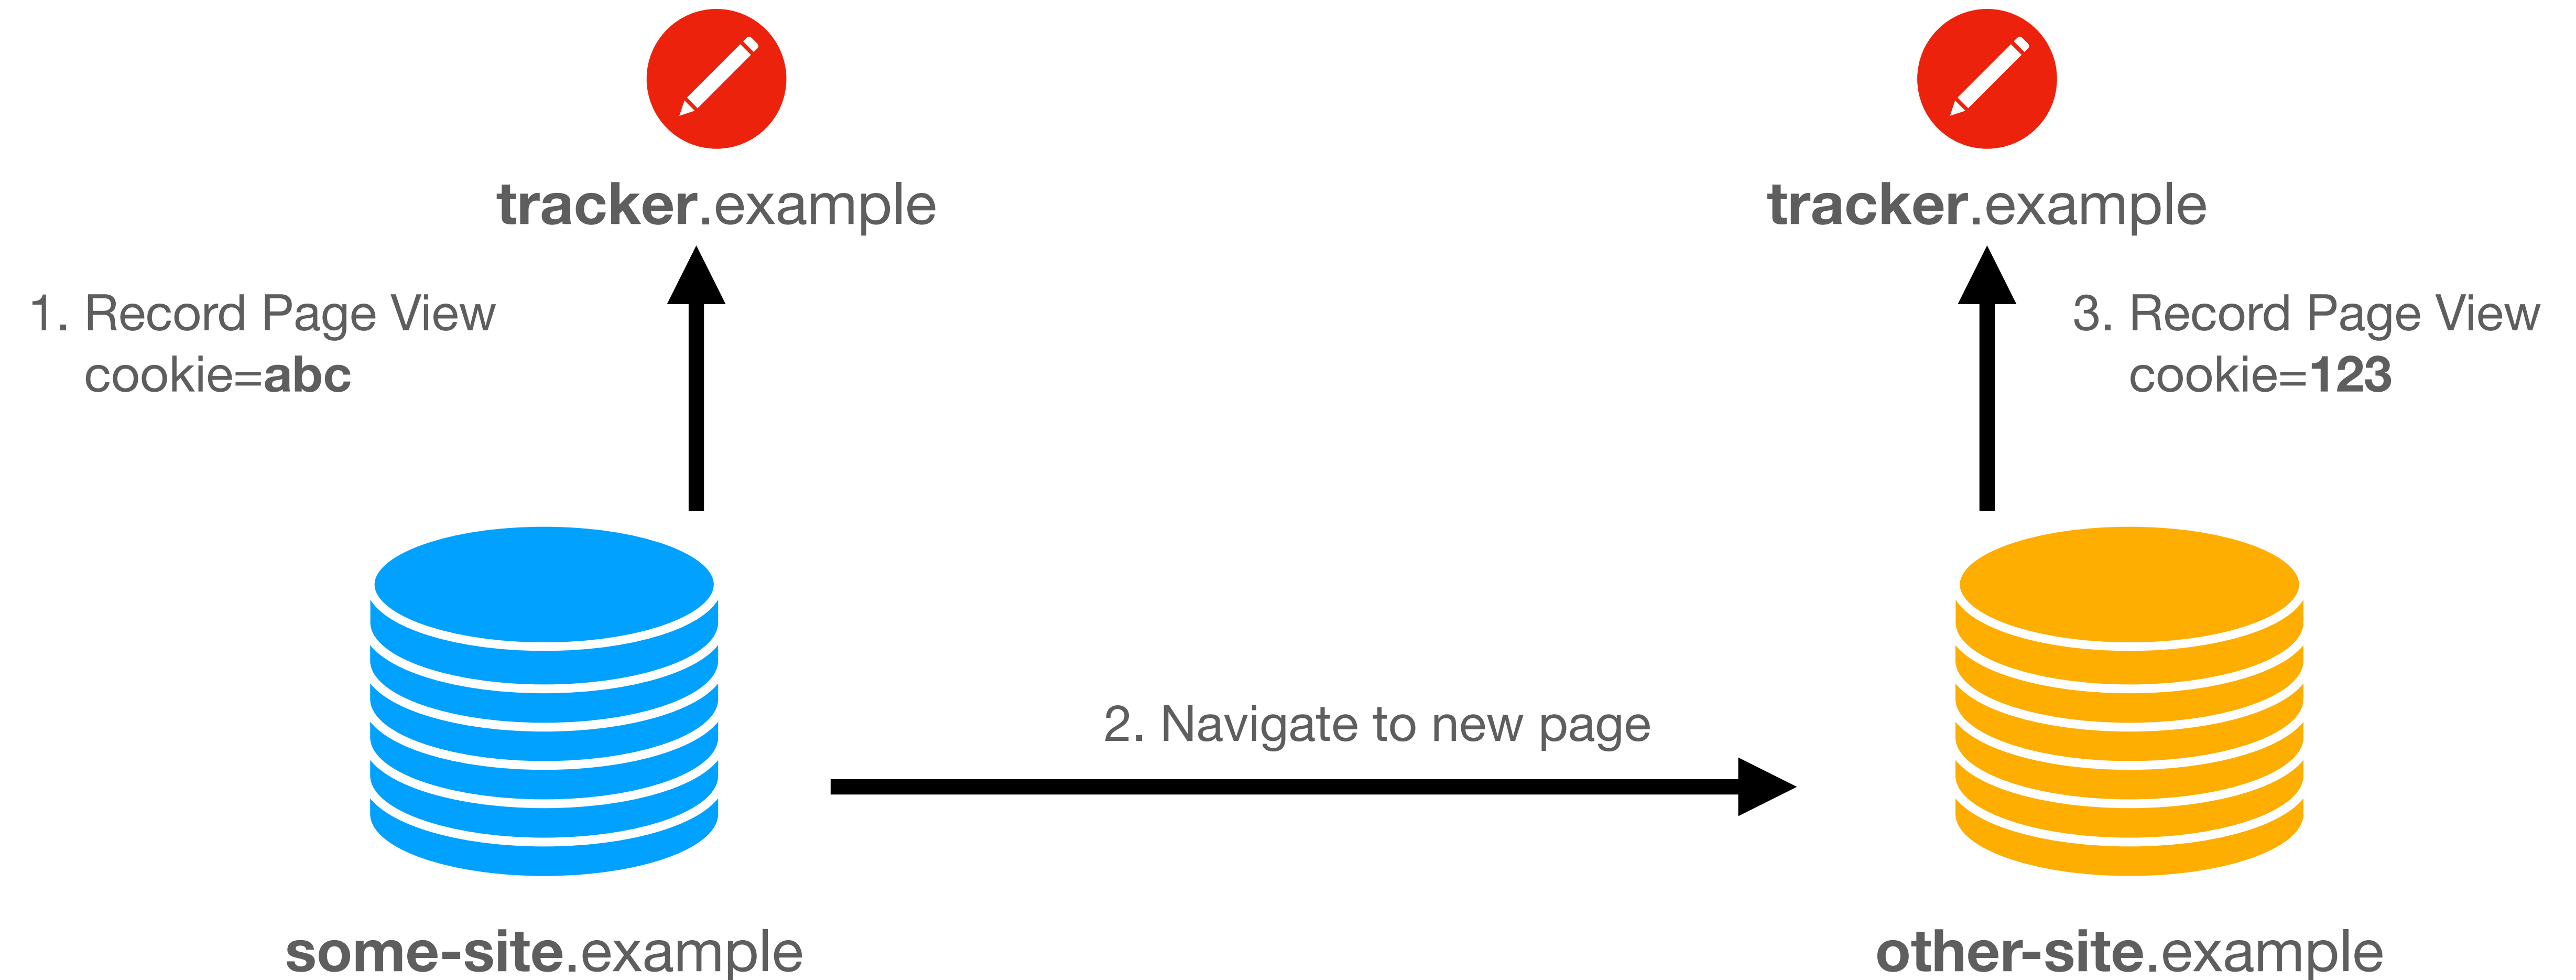 tracker.example
tracker.example
1. Record Page View
cookie=abc
3. Record Page View
cookie=123
2. Navigate to new page
some-site.example
other-site.example